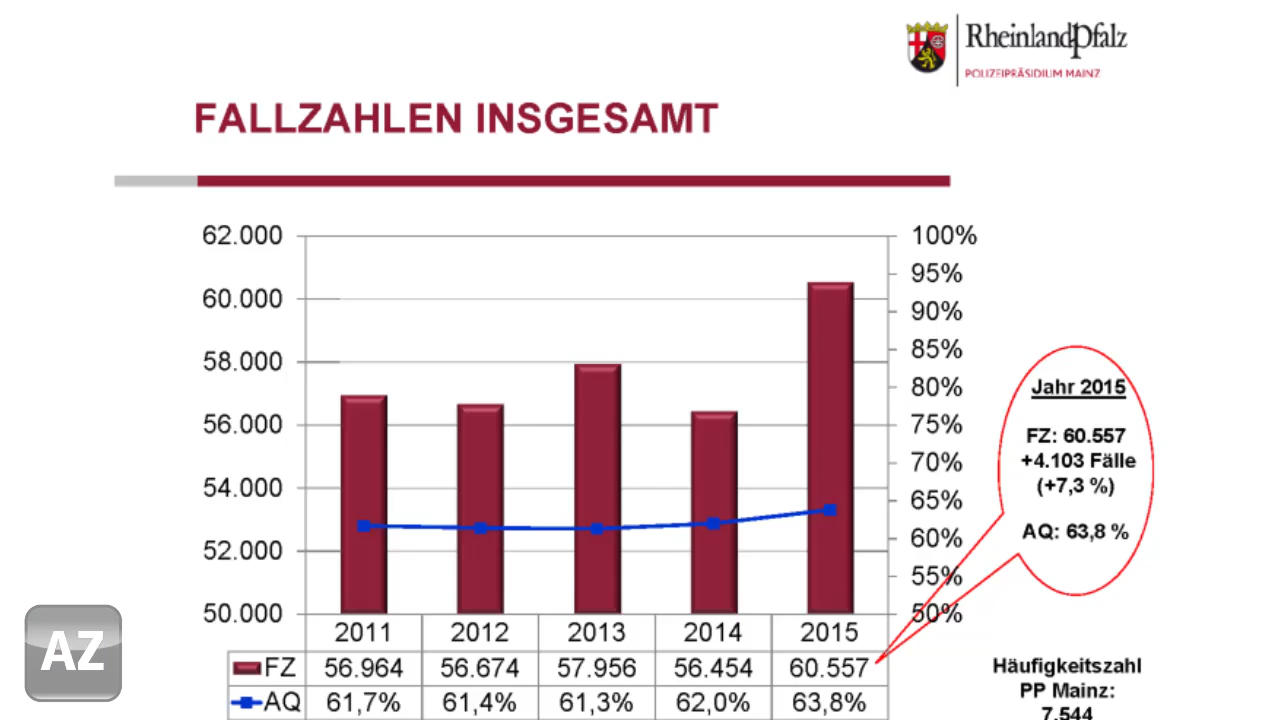 Rheinland-Pfalz
POLIZEIPRÄSIDIUM MAINZ
FALLZAHLEN INSGESAMT
62.000
60.000
58.000
56.000
54.000
52.000
50.000
100%
95%
90%
85%
80%
75%
70%
65%
60%
55%
50%
Jahr 2015
FZ: 60.557
+4.103 Fälle
(+7,3 %)
AQ: 63,8 %
2011 2012 2013 2014 2015
FZ 56.964 56.674 57.956 56.454 60.557
AQ 61,7% 61,4% 61,3% 62,0% 63,8%
Häufigkeitszahl
PP Mainz:
7.544
AZ